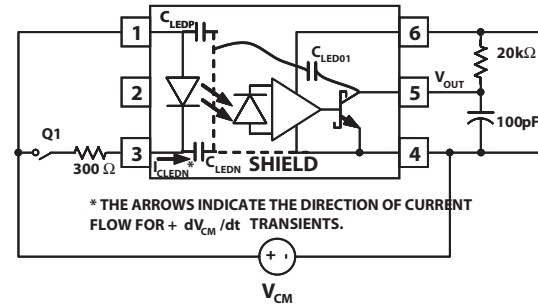 C_LEDP
1
6
C_LED01
20kΩ
2
5
V_OUT
Q1
100pF
3
4
300 Ω
I_CLEDN
*
C_LEDN
SHIELD
* THE ARROWS INDICATE THE DIRECTION OF CURRENT
FLOW FOR + dV_CM /dt TRANSIENTS.
+ -
V_CM